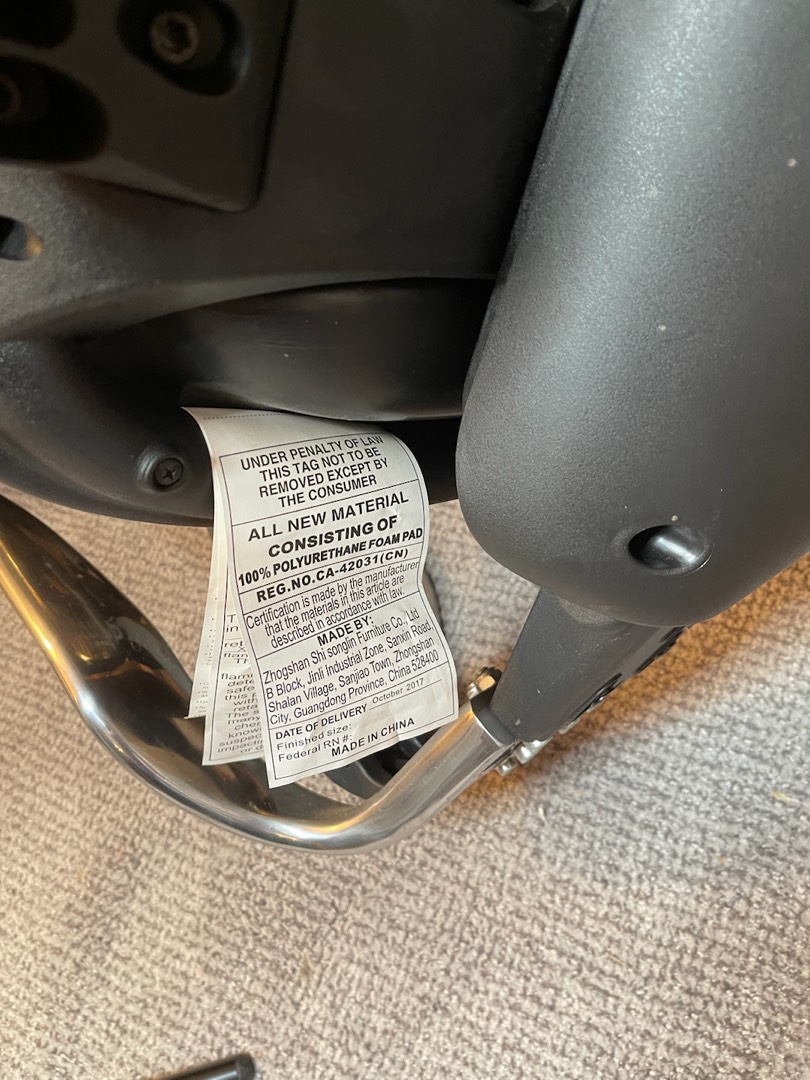 UNDER PENALTY OF LAW
THIS TAG NOT TO BE
REMOVED EXCEPT BY
THE CONSUMER
ALL NEW MATERIAL
CONSISTING OF
100% POLYURETHANE FOAM PAD
REG.NO.CA-42031(CN)
Certification is made by the manufacturer
that the materials in this article are
described in accordance with law.
MADE BY:
Zhogshan Shi songlin Furniture Co., Ltd
B Block, Jinli Industrial Zone, Sanxin Road,
Shalan Village, Sanjiao Town, Zhongshan
City, Guangdong Province, China 528400
DATE OF DELIVERY October 2017
Finished size:
Federal RN #:
MADE IN CHINA